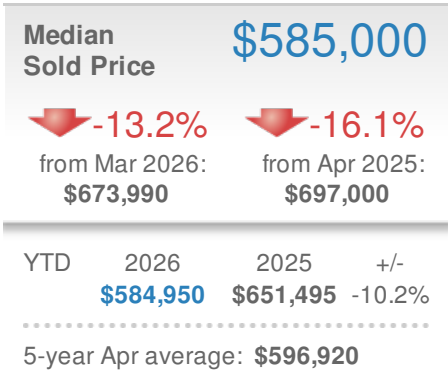 Median
Sold Price
$585,000
-13.2% -16.1%
from Mar 2026: from Apr 2025:
$673,990 $697,000
YTD 2026 2025 +/-
$584,950 $651,495 -10.2%
5-year Apr average: $596,920